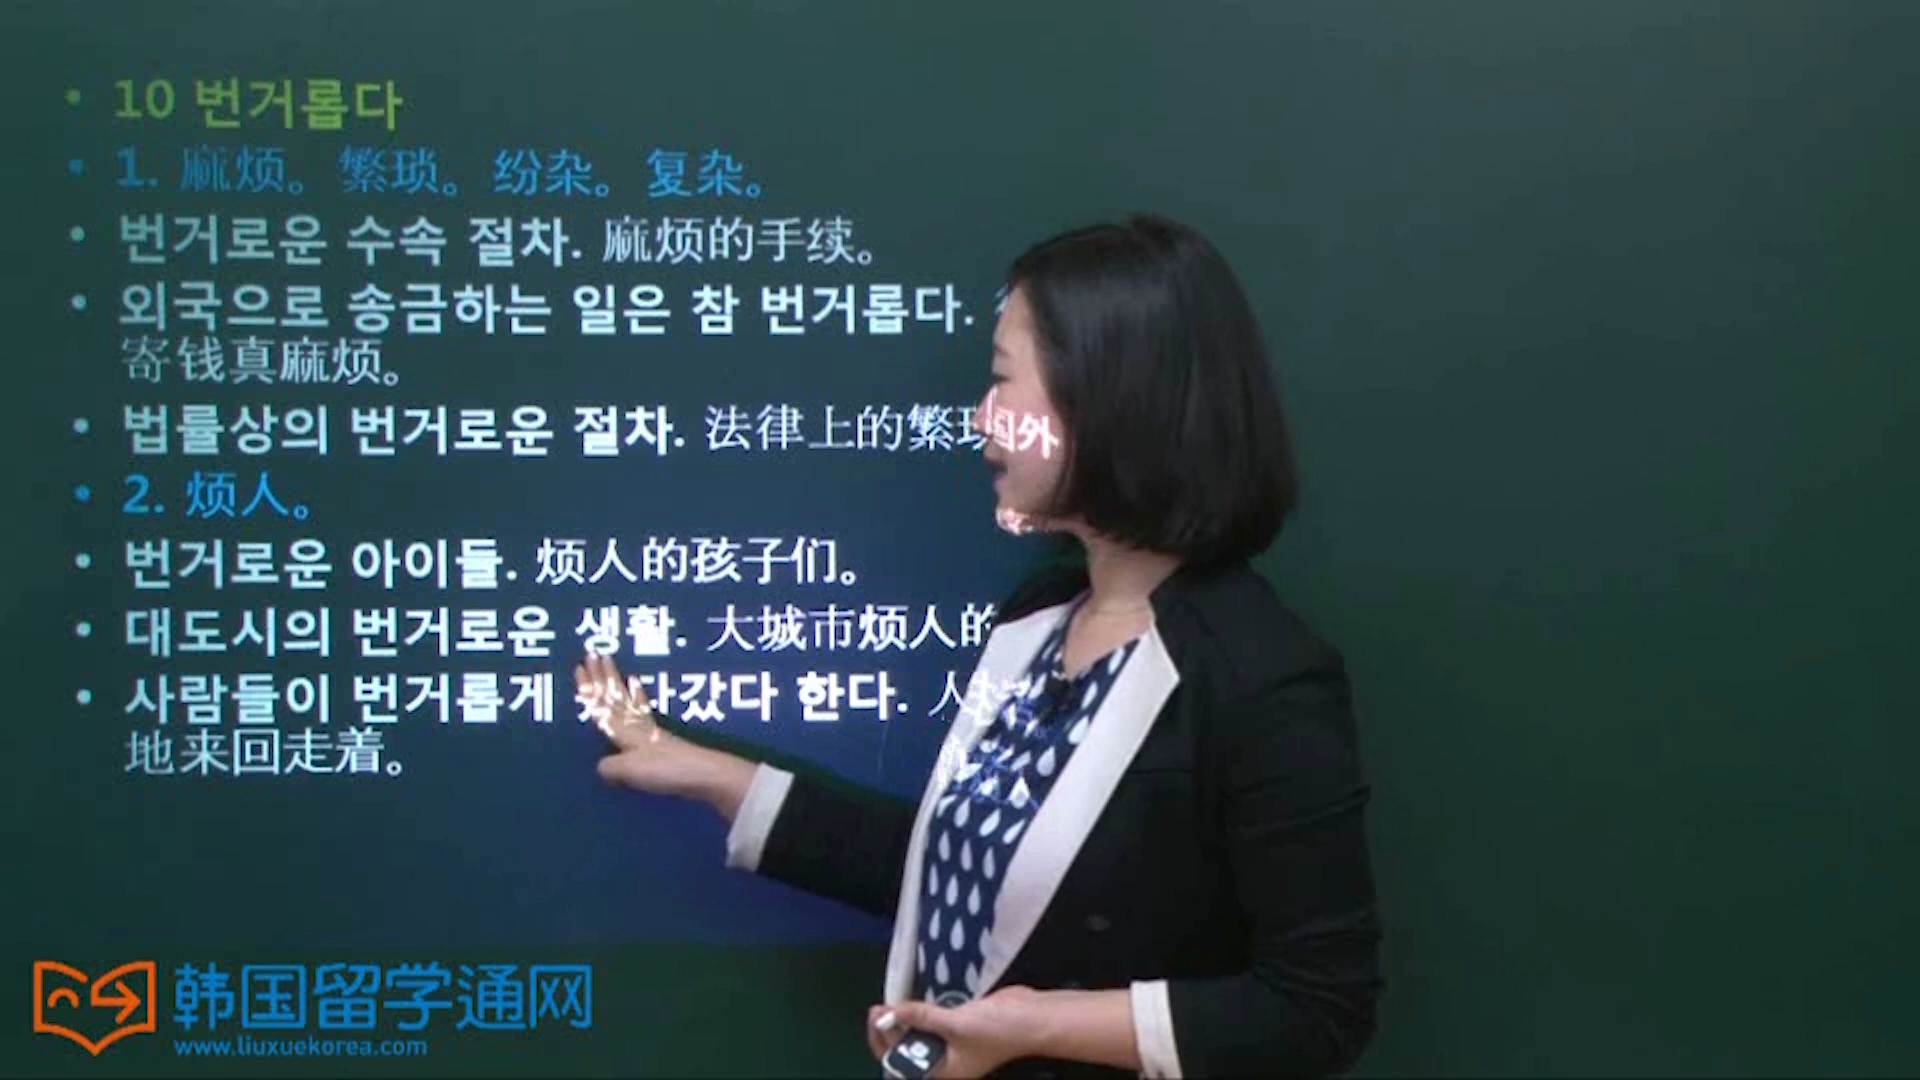 • 10 번거롭다
• 1. 麻烦。繁琐。纷杂。复杂。
• 번거로운 수속 절차. 麻烦的手续。
• 외국으로 송금하는 일은 참 번거롭다.
国外
寄钱真麻烦。
• 법률상의 번거로운 절차. 法律上的繁
• 2. 烦人。
• 번거로운 아이들. 烦人的孩子们。
• 대도시의 번거로운 생활. 大城市烦人的
• 사람들이 번거롭게 왔다갔다 한다. 人
地来回走着。
韩国留学通网
www.liuxuekorea.com